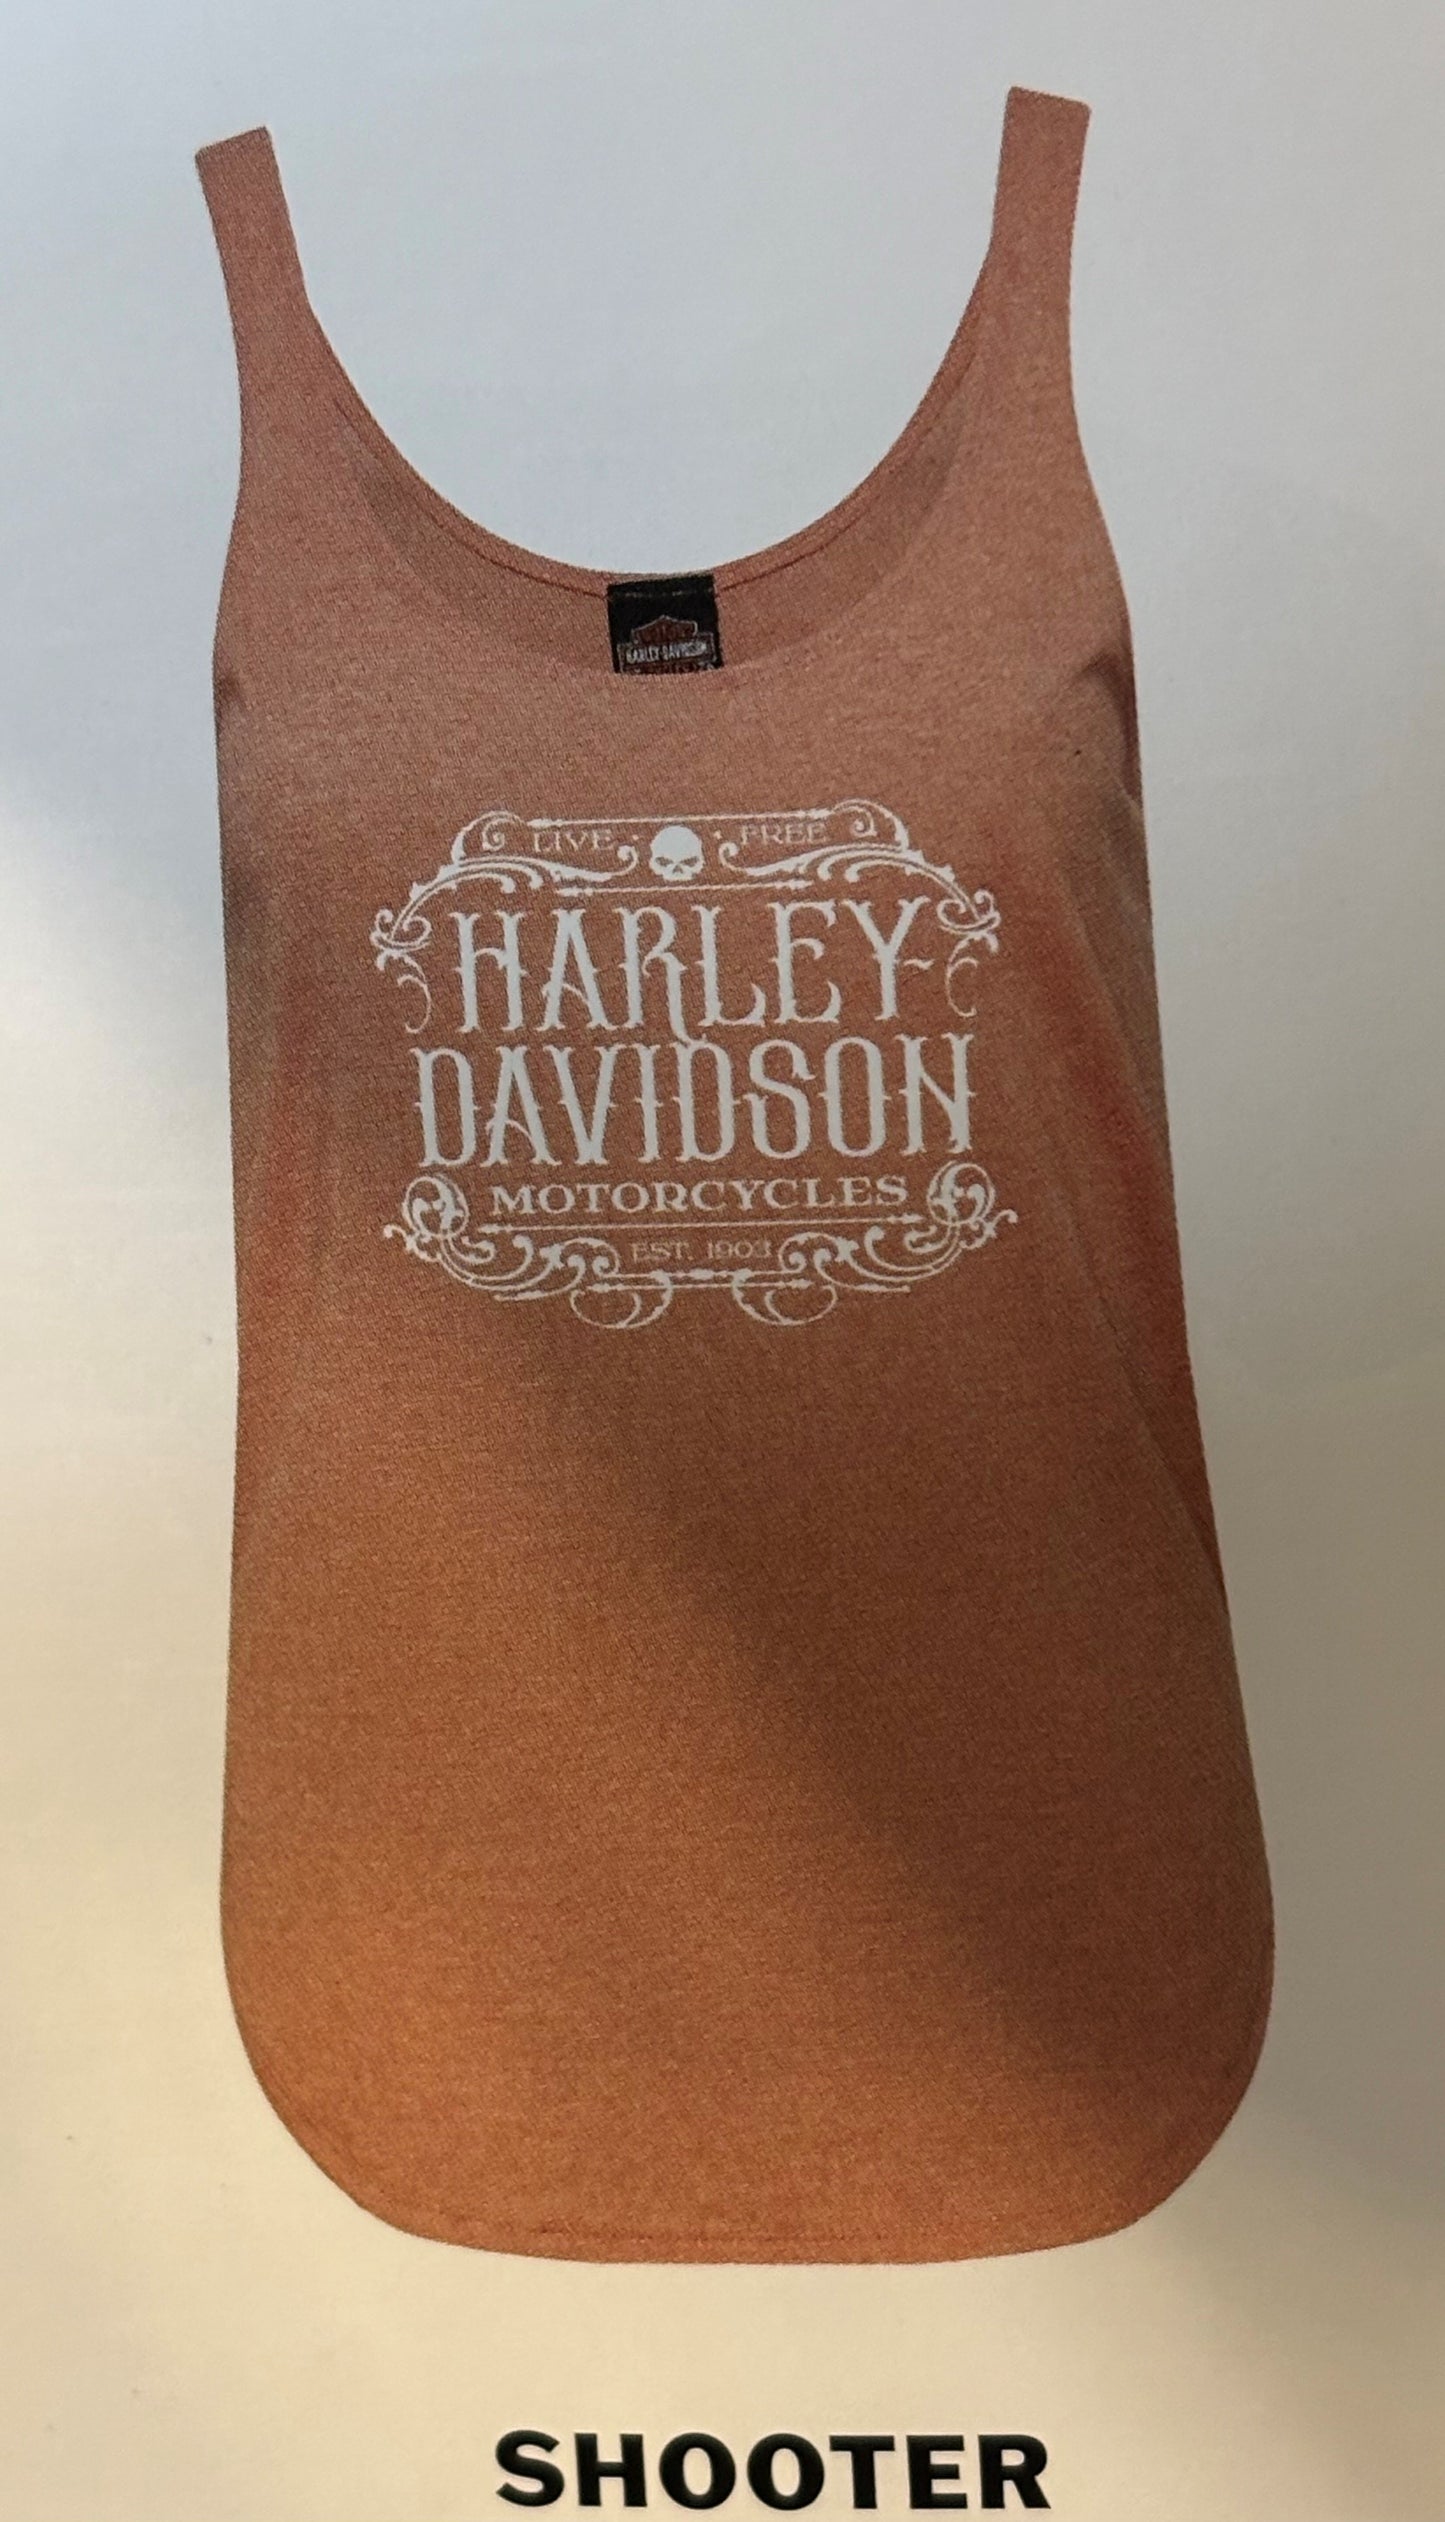 HARLEY-DAVIDSON
LIVE FREE
HARLEY-
DAVIDSON
MOTORCYCLES
EST. 1903
SHOOTER